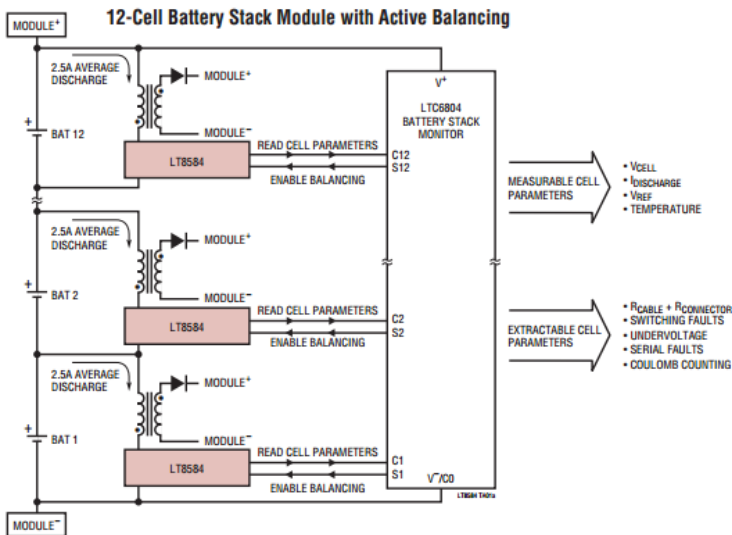 12-Cell Battery Stack Module with Active Balancing
MODULE⁺
2.5A AVERAGE
DISCHARGE
MODULE⁺
MODULE⁻
+
BAT 12
LT8584
READ CELL PARAMETERS
ENABLE BALANCING
C12
S12
V⁺
LTC6804
BATTERY STACK
MONITOR
MEASURABLE CELL
PARAMETERS
• VCELL
• IDISCHARGE
• VREF
• TEMPERATURE
2.5A AVERAGE
DISCHARGE
MODULE⁺
MODULE⁻
+
BAT 2
LT8584
READ CELL PARAMETERS
ENABLE BALANCING
C2
S2
EXTRACTABLE CELL
PARAMETERS
• RCABLE + RCONNECTOR
• SWITCHING FAULTS
• UNDERVOLTAGE
• SERIAL FAULTS
• COULOMB COUNTING
2.5A AVERAGE
DISCHARGE
MODULE⁺
MODULE⁻
+
BAT 1
LT8584
READ CELL PARAMETERS
ENABLE BALANCING
C1
S1
V⁻/C0
LT8584 TA01a
MODULE⁻